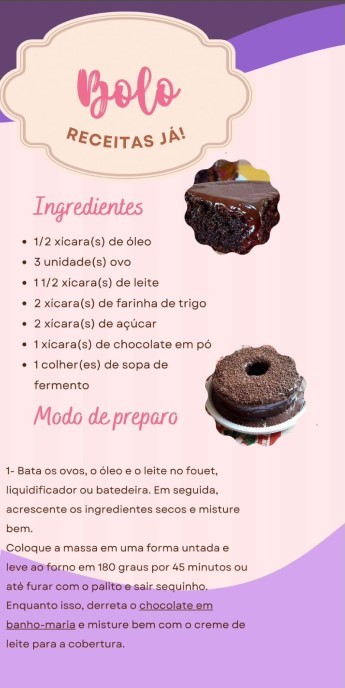 Bolo
RECEITAS JÁ!
Ingredientes
• 1/2 xícara(s) de óleo
• 3 unidade(s) ovo
• 1 1/2 xícara(s) de leite
• 2 xícara(s) de farinha de trigo
• 2 xícara(s) de açúcar
• 1 xícara(s) de chocolate em pó
• 1 colher(es) de sopa de
fermento
Modo de preparo
1- Bata os ovos, o óleo e o leite no fouet,
liquidificador ou batedeira. Em seguida,
acrescente os ingredientes secos e misture
bem.
Coloque a massa em uma forma untada e
leve ao forno em 180 graus por 45 minutos ou
até furar com o palito e sair sequinho.
Enquanto isso, derreta o chocolate em
banho-maria e misture bem com o creme de
leite para a cobertura.